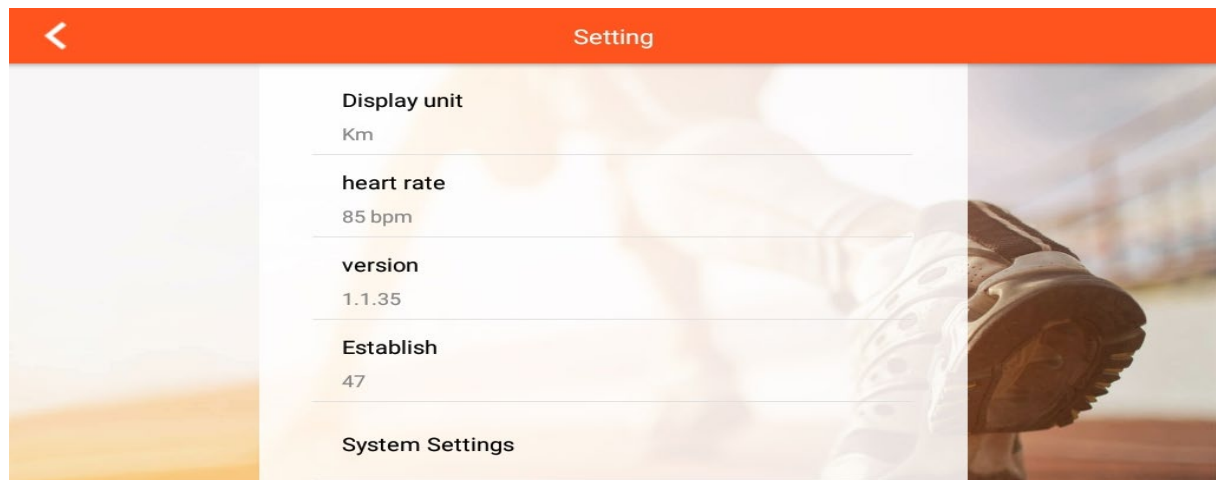 Setting
Display unit
Km
heart rate
85 bpm
version
1.1.35
Establish
47
System Settings